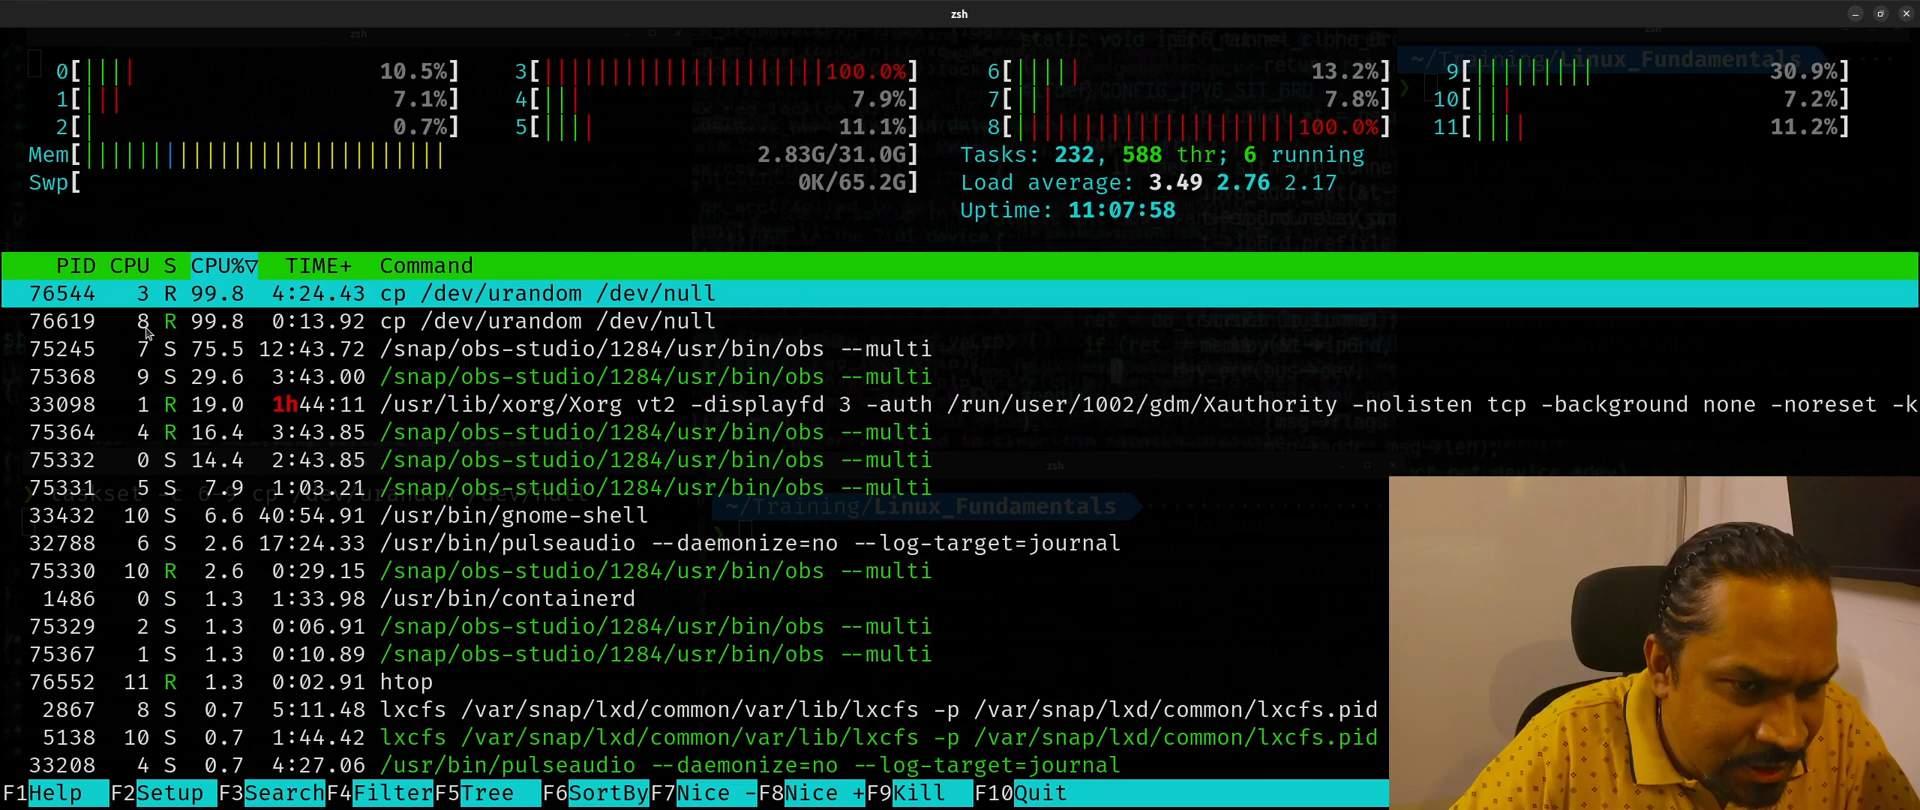 zsh
zsh
zsh
~/Training/Linux_Fundamentals
0[|||| 10.5%] 3[||||||||||||||||||||||100.0%] 6[||||| 13.2%] 9[||||||||| 30.9%]
1[||| 7.1%] 4[||| 7.9%] 7[||| 7.8%] 10[||| 7.2%]
2[| 0.7%] 5[|||| 11.1%] 8[||||||||||||||||||||||100.0%] 11[|||| 11.2%]
Mem[||||||||||||||||||||||||||| 2.83G/31.0G] Tasks: 232, 588 thr; 6 running
Swp[ 0K/65.2G] Load average: 3.49 2.76 2.17
Uptime: 11:07:58
PID CPU S CPU%▽ TIME+ Command
76544 3 R 99.8 4:24.43 cp /dev/urandom /dev/null
76619 8 R 99.8 0:13.92 cp /dev/urandom /dev/null
75245 7 S 75.5 12:43.72 /snap/obs-studio/1284/usr/bin/obs --multi
75368 9 S 29.6 3:43.00 /snap/obs-studio/1284/usr/bin/obs --multi
33098 1 R 19.0 1h44:11 /usr/lib/xorg/Xorg vt2 -displayfd 3 -auth /run/user/1002/gdm/Xauthority -nolisten tcp -background none -noreset -k
75364 4 R 16.4 3:43.85 /snap/obs-studio/1284/usr/bin/obs --multi
75332 0 S 14.4 2:43.85 /snap/obs-studio/1284/usr/bin/obs --multi
zsh
75331 5 S 7.9 1:03.21 /snap/obs-studio/1284/usr/bin/obs --multi
taskset -c 6-9 cp /dev/urandom /dev/null
~/Training/Linux_Fundamentals
33432 10 S 6.6 40:54.91 /usr/bin/gnome-shell
32788 6 S 2.6 17:24.33 /usr/bin/pulseaudio --daemonize=no --log-target=journal
75330 10 R 2.6 0:29.15 /snap/obs-studio/1284/usr/bin/obs --multi
1486 0 S 1.3 1:33.98 /usr/bin/containerd
75329 2 S 1.3 0:06.91 /snap/obs-studio/1284/usr/bin/obs --multi
75367 1 S 1.3 0:10.89 /snap/obs-studio/1284/usr/bin/obs --multi
76552 11 R 1.3 0:02.91 htop
2867 8 S 0.7 5:11.48 lxcfs /var/snap/lxd/common/var/lib/lxcfs -p /var/snap/lxd/common/lxcfs.pid
5138 10 S 0.7 1:44.42 lxcfs /var/snap/lxd/common/var/lib/lxcfs -p /var/snap/lxd/common/lxcfs.pid
33208 4 S 0.7 4:27.06 /usr/bin/pulseaudio --daemonize=no --log-target=journal
F1Help F2Setup F3SearchF4FilterF5Tree F6SortByF7Nice -F8Nice +F9Kill F10Quit